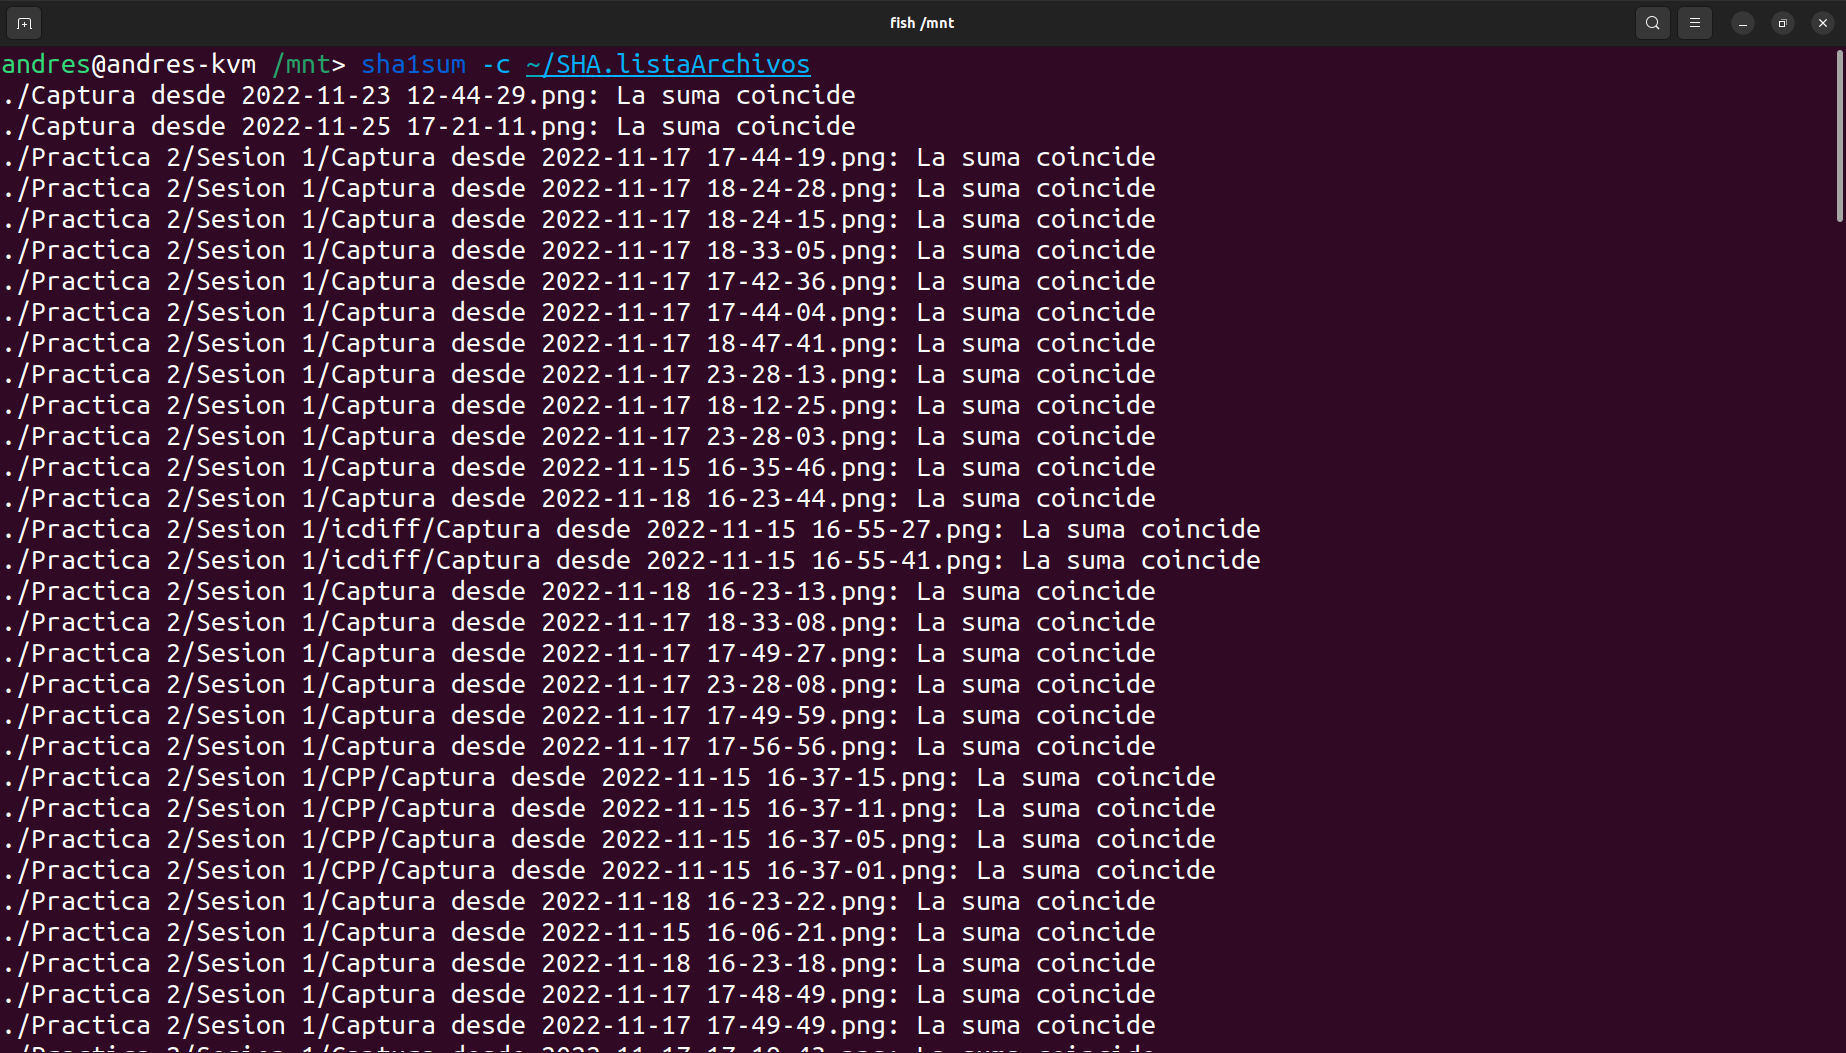 fish /mnt
andres@andres-kvm /mnt> sha1sum -c ~/SHA.listaArchivos
./Captura desde 2022-11-23 12-44-29.png: La suma coincide
./Captura desde 2022-11-25 17-21-11.png: La suma coincide
./Practica 2/Sesion 1/Captura desde 2022-11-17 17-44-19.png: La suma coincide
./Practica 2/Sesion 1/Captura desde 2022-11-17 18-24-28.png: La suma coincide
./Practica 2/Sesion 1/Captura desde 2022-11-17 18-24-15.png: La suma coincide
./Practica 2/Sesion 1/Captura desde 2022-11-17 18-33-05.png: La suma coincide
./Practica 2/Sesion 1/Captura desde 2022-11-17 17-42-36.png: La suma coincide
./Practica 2/Sesion 1/Captura desde 2022-11-17 17-44-04.png: La suma coincide
./Practica 2/Sesion 1/Captura desde 2022-11-17 18-47-41.png: La suma coincide
./Practica 2/Sesion 1/Captura desde 2022-11-17 23-28-13.png: La suma coincide
./Practica 2/Sesion 1/Captura desde 2022-11-17 18-12-25.png: La suma coincide
./Practica 2/Sesion 1/Captura desde 2022-11-17 23-28-03.png: La suma coincide
./Practica 2/Sesion 1/Captura desde 2022-11-15 16-35-46.png: La suma coincide
./Practica 2/Sesion 1/Captura desde 2022-11-18 16-23-44.png: La suma coincide
./Practica 2/Sesion 1/icdiff/Captura desde 2022-11-15 16-55-27.png: La suma coincide
./Practica 2/Sesion 1/icdiff/Captura desde 2022-11-15 16-55-41.png: La suma coincide
./Practica 2/Sesion 1/Captura desde 2022-11-18 16-23-13.png: La suma coincide
./Practica 2/Sesion 1/Captura desde 2022-11-17 18-33-08.png: La suma coincide
./Practica 2/Sesion 1/Captura desde 2022-11-17 17-49-27.png: La suma coincide
./Practica 2/Sesion 1/Captura desde 2022-11-17 23-28-08.png: La suma coincide
./Practica 2/Sesion 1/Captura desde 2022-11-17 17-49-59.png: La suma coincide
./Practica 2/Sesion 1/Captura desde 2022-11-17 17-56-56.png: La suma coincide
./Practica 2/Sesion 1/CPP/Captura desde 2022-11-15 16-37-15.png: La suma coincide
./Practica 2/Sesion 1/CPP/Captura desde 2022-11-15 16-37-11.png: La suma coincide
./Practica 2/Sesion 1/CPP/Captura desde 2022-11-15 16-37-05.png: La suma coincide
./Practica 2/Sesion 1/CPP/Captura desde 2022-11-15 16-37-01.png: La suma coincide
./Practica 2/Sesion 1/Captura desde 2022-11-18 16-23-22.png: La suma coincide
./Practica 2/Sesion 1/Captura desde 2022-11-15 16-06-21.png: La suma coincide
./Practica 2/Sesion 1/Captura desde 2022-11-18 16-23-18.png: La suma coincide
./Practica 2/Sesion 1/Captura desde 2022-11-17 17-48-49.png: La suma coincide
./Practica 2/Sesion 1/Captura desde 2022-11-17 17-49-49.png: La suma coincide